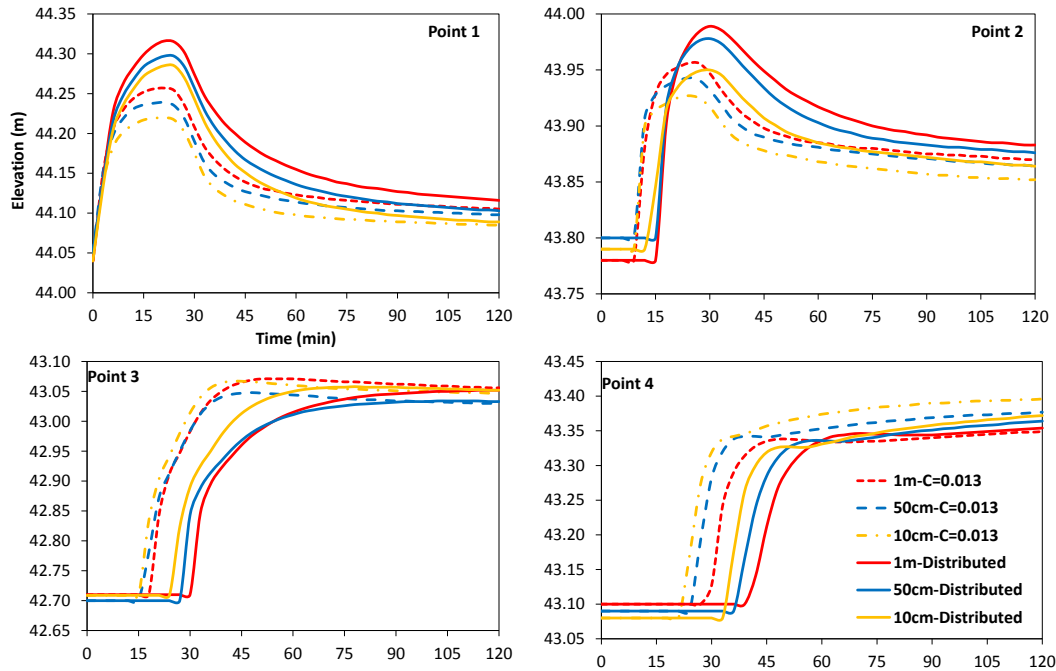 44.35
44.30
44.25
44.20
44.15
44.10
44.05
44.00
Elevation (m)
Point 1
0 15 30 45 60 75 90 105 120
Time (min)
44.00
43.95
43.90
43.85
43.80
43.75
Point 2
0 15 30 45 60 75 90 105 120
43.10
43.05
43.00
42.95
42.90
42.85
42.80
42.75
42.70
42.65
Point 3
0 15 30 45 60 75 90 105 120
43.45
43.40
43.35
43.30
43.25
43.20
43.15
43.10
43.05
Point 4
1m-C=0.013
50cm-C=0.013
10cm-C=0.013
1m-Distributed
50cm-Distributed
10cm-Distributed
0 15 30 45 60 75 90 105 120